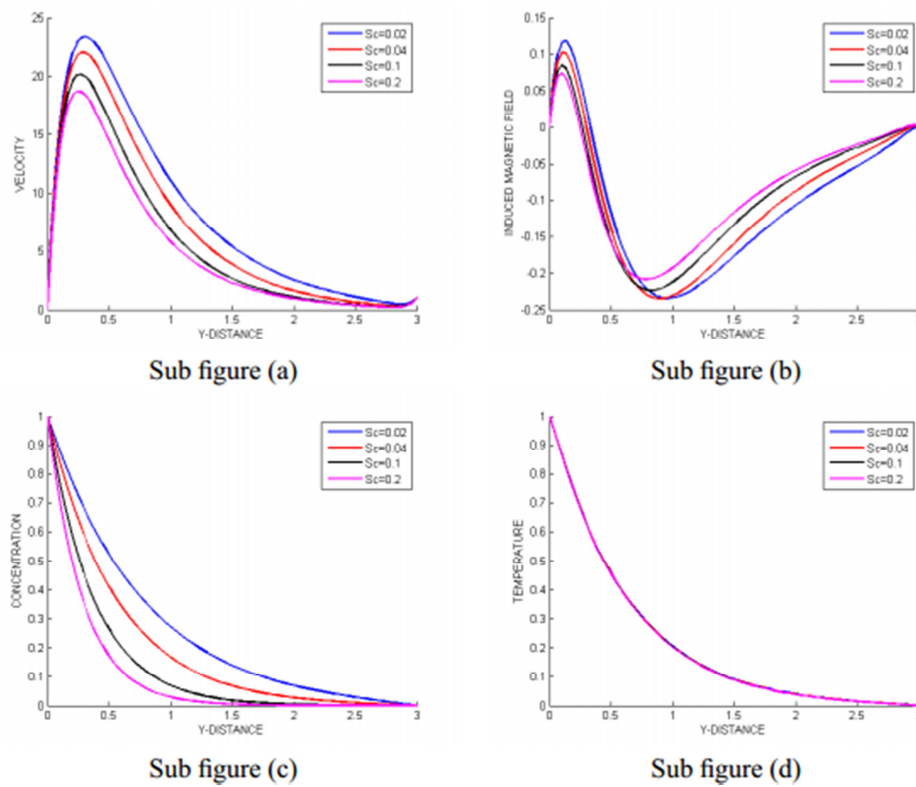 25
20
15
10
5
0
0
0.5
1
1.5
2
2.5
3
VELOCITY
Y-DISTANCE
Sc=0.02
Sc=0.04
Sc=0.1
Sc=0.2
Sub figure (a)
0.15
0.1
0.05
0
-0.05
-0.1
-0.15
-0.2
-0.25
0
0.5
1
1.5
2
2.5
INDUCED MAGNETIC FIELD
Y-DISTANCE
Sc=0.02
Sc=0.04
Sc=0.1
Sc=0.2
Sub figure (b)
1
0.9
0.8
0.7
0.6
0.5
0.4
0.3
0.2
0.1
0
0
0.5
1
1.5
2
2.5
3
CONCENTRATION
Y-DISTANCE
Sc=0.02
Sc=0.04
Sc=0.1
Sc=0.2
Sub figure (c)
1
0.9
0.8
0.7
0.6
0.5
0.4
0.3
0.2
0.1
0
0
0.5
1
1.5
2
2.5
TEMPERATURE
Y-DISTANCE
Sc=0.02
Sc=0.04
Sc=0.1
Sc=0.2
Sub figure (d)